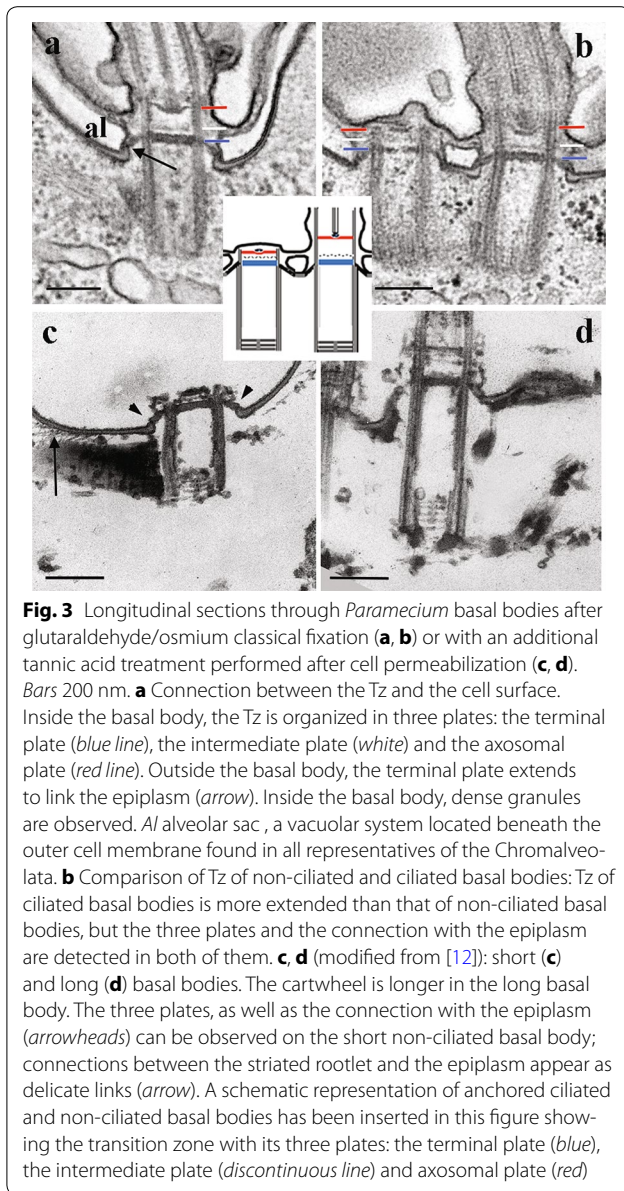 a
b
al
c
d
Fig. 3 Longitudinal sections through Paramecium basal bodies after
glutaraldehyde/osmium classical fixation (a, b) or with an additional
tannic acid treatment performed after cell permeabilization (c, d).
Bars 200 nm. a Connection between the Tz and the cell surface.
Inside the basal body, the Tz is organized in three plates: the terminal
plate (blue line), the intermediate plate (white) and the axosomal
plate (red line). Outside the basal body, the terminal plate extends
to link the epiplasm (arrow). Inside the basal body, dense granules
are observed. Al alveolar sac , a vacuolar system located beneath the
outer cell membrane found in all representatives of the Chromalveo-
lata. b Comparison of Tz of non-ciliated and ciliated basal bodies: Tz of
ciliated basal bodies is more extended than that of non-ciliated basal
bodies, but the three plates and the connection with the epiplasm
are detected in both of them. c, d (modified from [12]): short (c)
and long (d) basal bodies. The cartwheel is longer in the long basal
body. The three plates, as well as the connection with the epiplasm
(arrowheads) can be observed on the short non-ciliated basal body;
connections between the striated rootlet and the epiplasm appear as
delicate links (arrow). A schematic representation of anchored ciliated
and non-ciliated basal bodies has been inserted in this figure show-
ing the transition zone with its three plates: the terminal plate (blue),
the intermediate plate (discontinuous line) and axosomal plate (red)